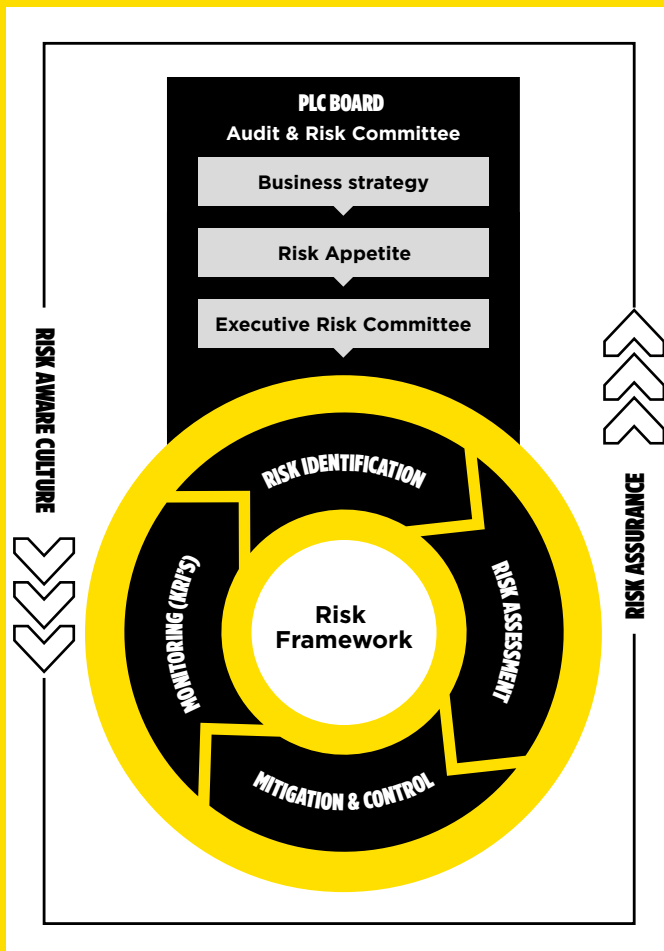 PLC BOARD
Audit & Risk Committee
Business strategy
Risk Appetite
Executive Risk Committee
RISK AWARE CULTURE
RISK ASSURANCE
RISK IDENTIFICATION
RISK ASSESSMENT
MITIGATION & CONTROL
MONITORING (KRI'S)
Risk
Framework